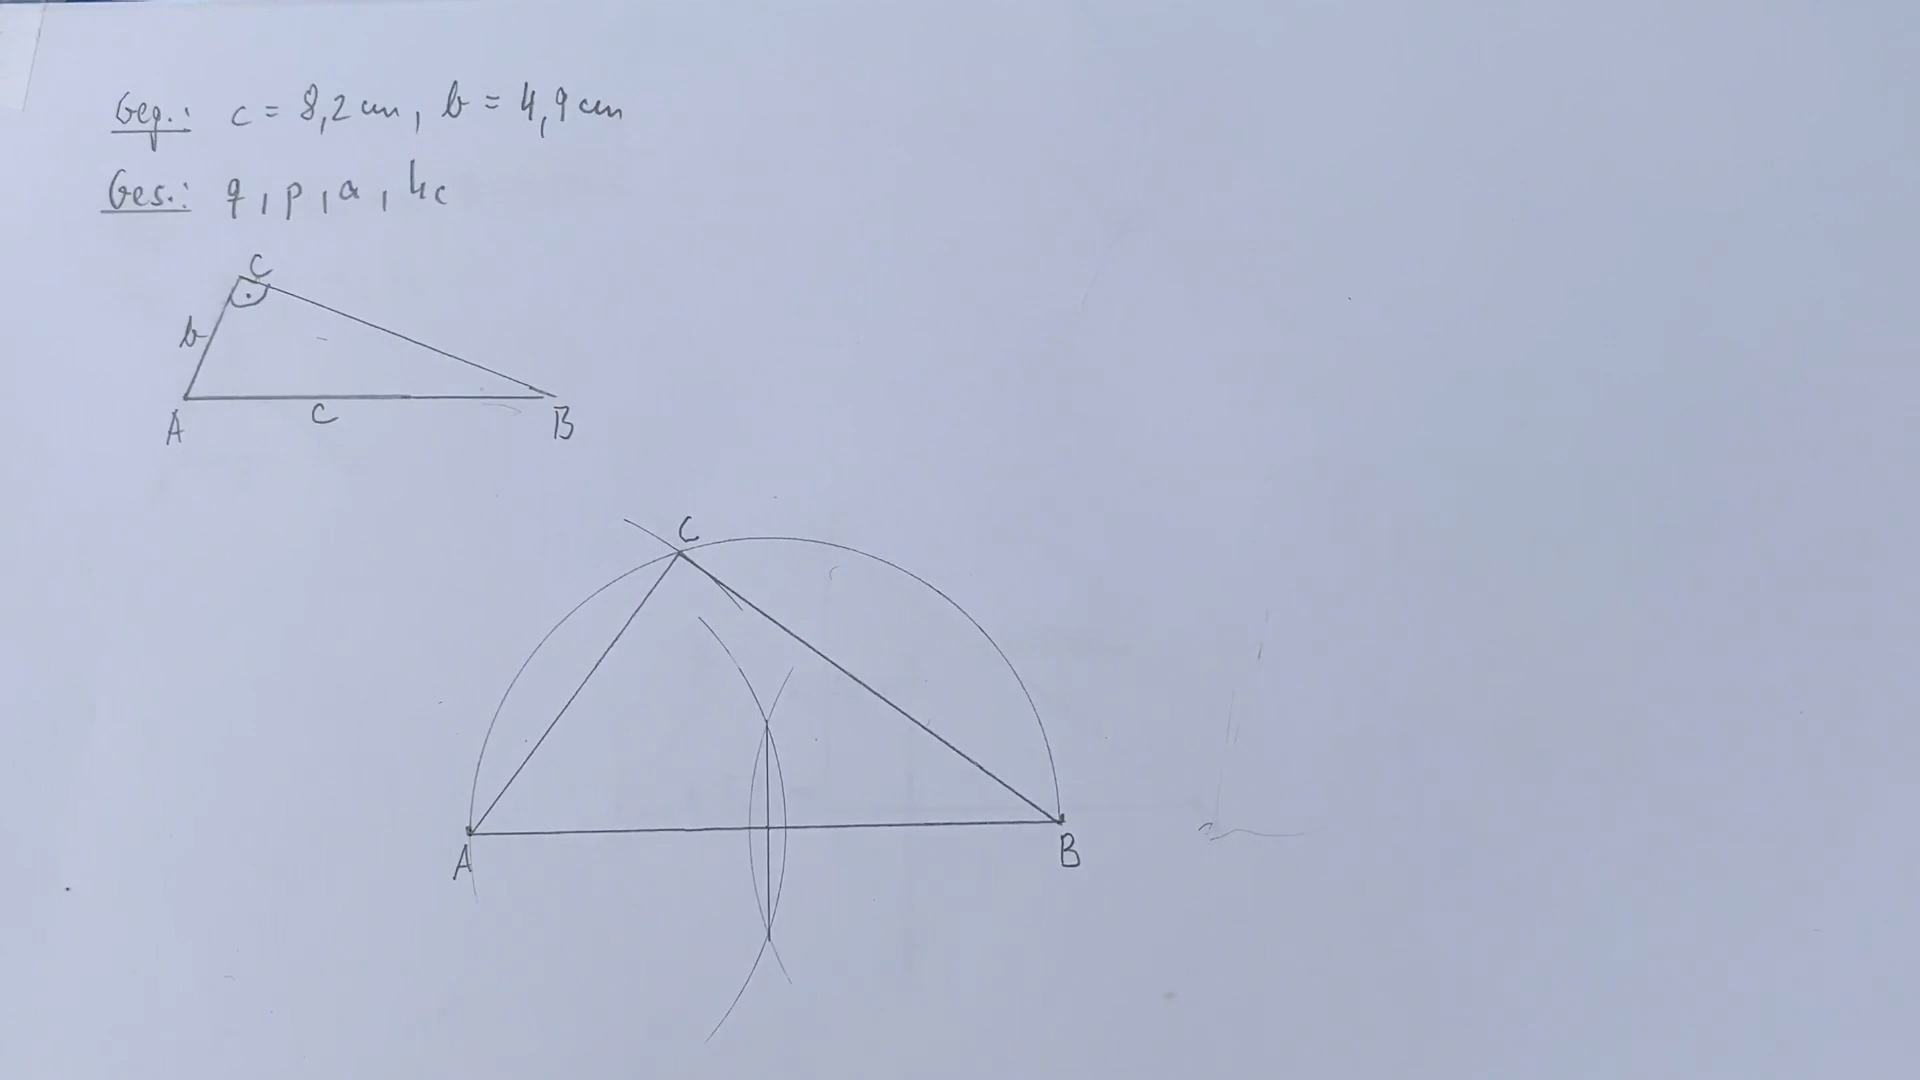 Geg.: c = 8,2 cm, b = 4,9 cm
Ges.: q, p, a, hc
C
b
A
c
B
C
A
B